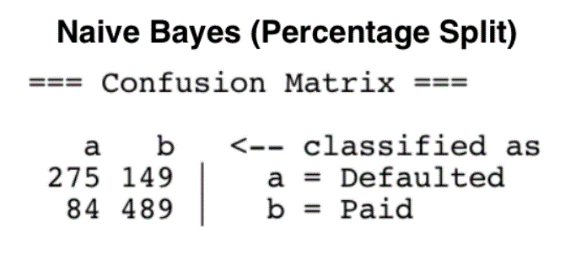 Naive Bayes (Percentage Split)
=== Confusion Matrix ===
a b <-- classified as
275 149 | a = Defaulted
84 489 | b = Paid